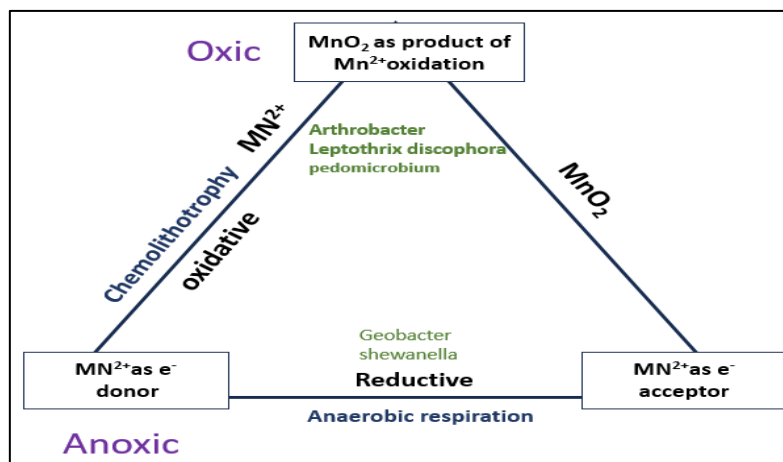 Oxic
MnO₂ as product of
Mn²⁺oxidation
MN²⁺
Chemolithotrophy
oxidative
Arthrobacter
Leptothrix discophora
pedomicrobium
MnO₂
Geobacter
shewanella
Reductive
MN²⁺as e⁻
donor
MN²⁺as e⁻
acceptor
Anaerobic respiration
Anoxic